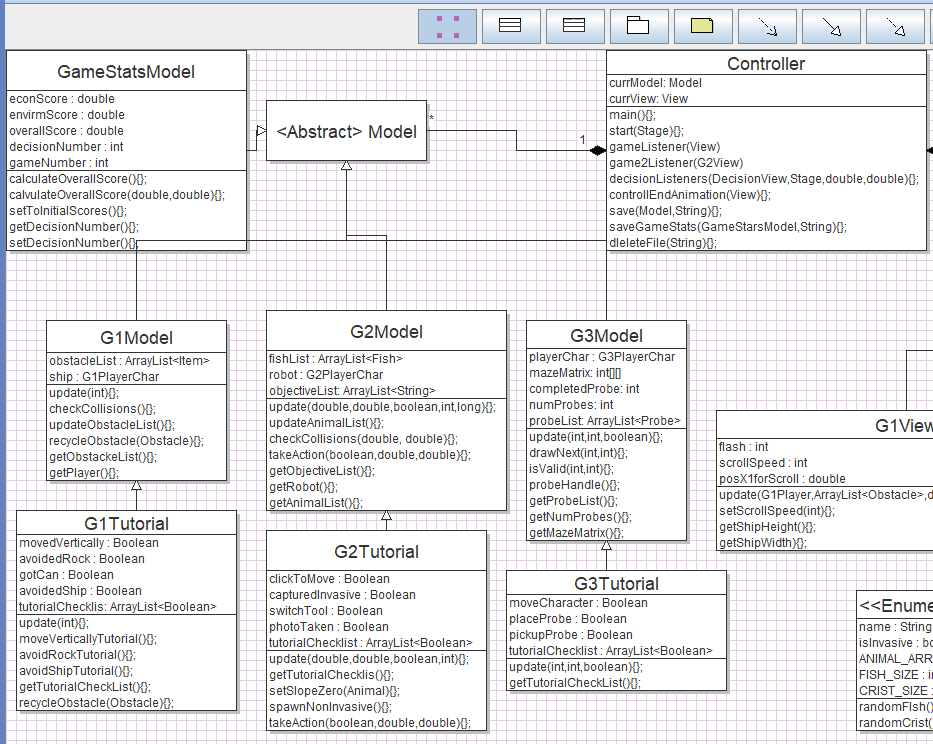 GameStatsModel
econScore : double
envirmScore : double
overallScore : double
decisionNumber : int
gameNumber : int
calculateOverallScore(){};
calvulateOverallScore(double,double){};
setToInitialScores(){};
getDecisionNumber(){};
setDecisionNumber(){};
<Abstract> Model
*
1
Controller
currModel: Model
currView: View
main(){};
start(Stage){};
gameListener(View)
game2Listener(G2View)
decisionListeners(DecisionView,Stage,double,double){};
controllEndAnimation(View){};
save(Model,String){};
saveGameStats(GameStarsModel,String){};
dleleteFile(String){};
G1Model
obstacleList : ArrayList<Item>
ship : G1PlayerChar
update(int){};
checkCollisions(){};
updateObstacleList(){};
recycleObstacle(Obstacle){};
getObstackeList(){};
getPlayer(){};
G2Model
fishList : ArrayList<Fish>
robot : G2PlayerChar
objectiveList: ArrayList<String>
update(double,double,boolean,int,long){};
updateAnimalList(){};
checkCollisions(double, double){};
takeAction(boolean,double,double){};
getObjectiveList(){};
getRobot(){};
getAnimalList(){};
G3Model
playerChar : G3PlayerChar
mazeMatrix: int[][]
completedProbe: int
numProbes: int
probeList: ArrayList<Probe>
update(int,int,boolean){};
drawNext(int,int){};
isValid(int,int){};
probeHandle(){};
getProbeList(){};
getNumProbes(){};
getMazeMatrix(){};
G1View
flash : int
scrollSpeed : int
posX1forScroll : double
update(G1Player,ArrayList<Obstacle>,d
setScrollSpeed(int){};
getShipHeight(){};
getShipWidth){};
G1Tutorial
movedVertically : Boolean
avoidedRock : Boolean
gotCan : Boolean
avoidedShip : Boolean
tutorialChecklis: ArrayList<Boolean>
update(int){};
moveVerticallyTutorial(){};
avoidRockTutorial(){};
avoidShipTutorial(){};
getTutorialCheckList(){};
recycleObstacle(Obstacle){};
G2Tutorial
clickToMove : Boolean
capturedInvasive : Boolean
switchTool : Boolean
photoTaken : Boolean
tutorialChecklist : ArrayList<Boolean>
update(double,double,boolean,int){};
getTutorialChecklis(){};
setSlopeZero(Animal){};
spawnNonInvasive(){};
takeAction(boolean,double,double){};
G3Tutorial
moveCharacter : Boolean
placeProbe : Boolean
pickupProbe : Boolean
tutorialChecklist : ArrayList<Boolean>
update(int,int,boolean){};
getTutorialCheckList(){};
<<Enume
name : String
isInvasive : bo
ANIMAL_ARR
FISH_SIZE : i
CRIST_SIZE :
randomFIsh()
randomCrist(